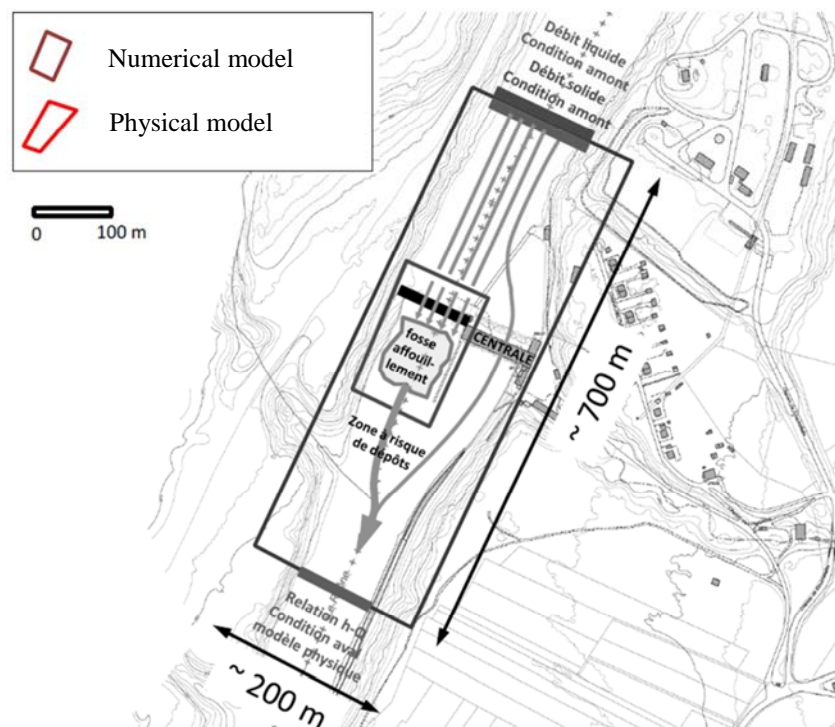 Numerical model
Physical model
0 100 m
Débit liquide
Condition amont
Débit solide
Condition amont
fosse
affouil-
lement
CENTRALE
Zone à risque
de dépôts
~ 700 m
Relation h-Q
Condition aval
modèle physique
~ 200 m